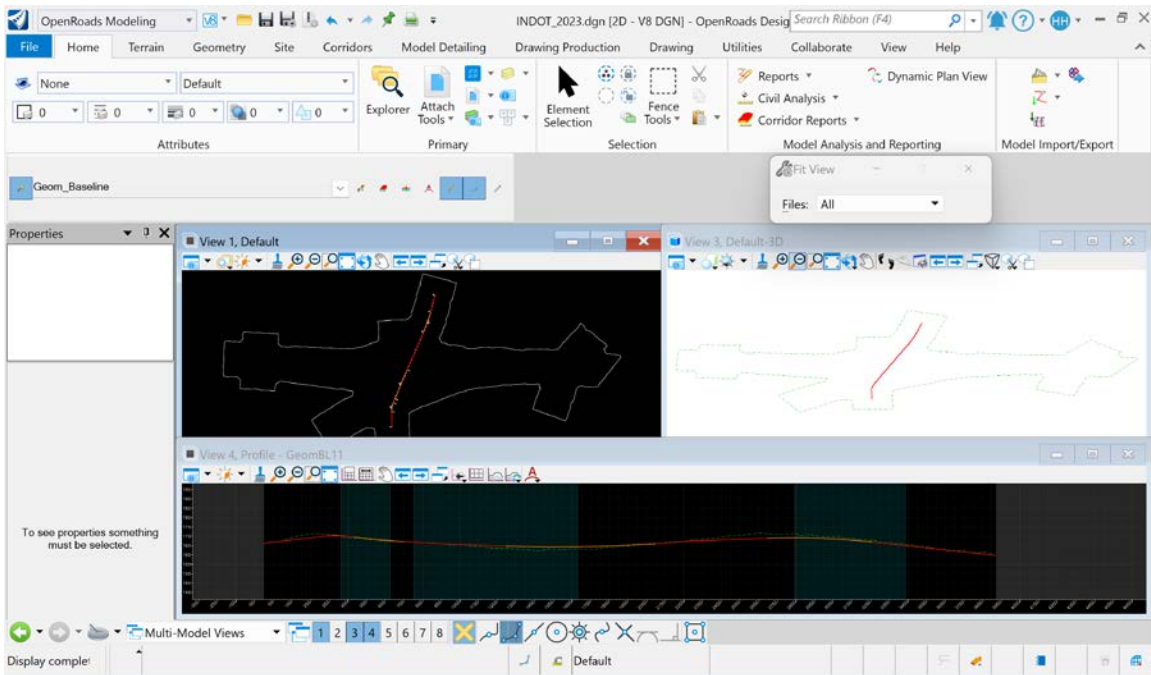 OpenRoads Modeling
INDOT_2023.dgn [2D - V8 DGN] - OpenRoads Desig
Search Ribbon (F4)
HH
File Home Terrain Geometry Site Corridors Model Detailing Drawing Production Drawing Utilities Collaborate View Help
None Default
0 0 0 0 0
Attributes
Explorer
Attach Tools
Primary
Element Selection
Fence Tools
Selection
Reports
Civil Analysis
Corridor Reports
Dynamic Plan View
Model Analysis and Reporting
Model Import/Export
Geom_Baseline
Fit View
Files: All
Properties
View 1, Default
View 3, Default-3D
View 4, Profile - GeomBL11
To see properties something
must be selected.
Multi-Model Views 1 2 3 4 5 6 7 8
Display complet
Default